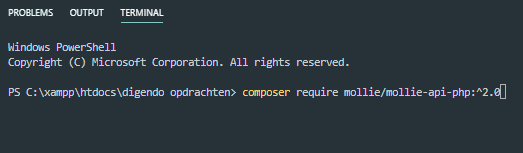 PROBLEMS OUTPUT TERMINAL
Windows PowerShell
Copyright (C) Microsoft Corporation. All rights reserved.
PS C:\xampp\htdocs\digendo opdrachten> composer require mollie/mollie-api-php:^2.0